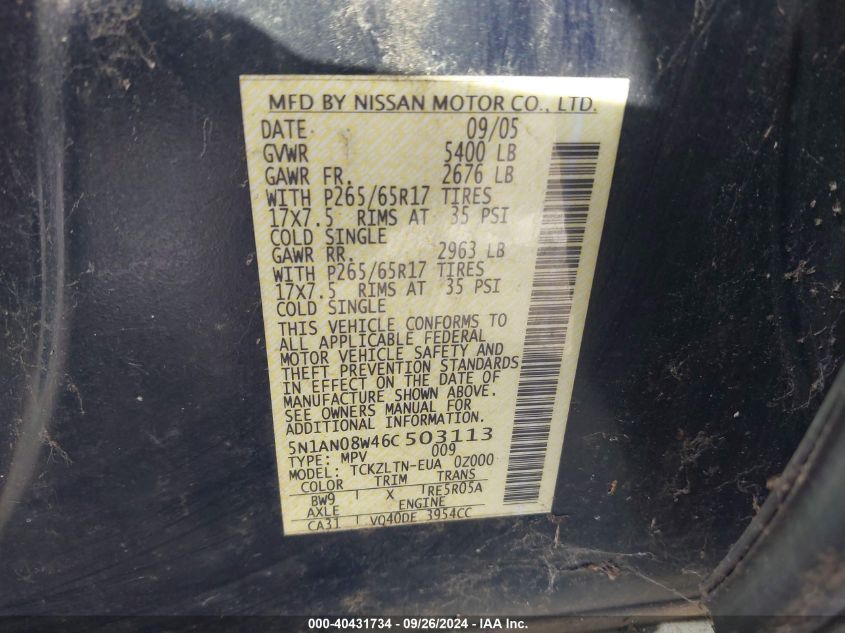 MFD BY NISSAN MOTOR CO., LTD.
DATE 09/05
GVWR 5400 LB
GAWR FR. 2676 LB
WITH P265/65R17 TIRES
17X7.5 RIMS AT 35 PSI
COLD SINGLE
GAWR RR. 2963 LB
WITH P265/65R17 TIRES
17X7.5 RIMS AT 35 PSI
COLD SINGLE
THIS VEHICLE CONFORMS TO
ALL APPLICABLE FEDERAL
MOTOR VEHICLE SAFETY AND
THEFT PREVENTION STANDARDS
IN EFFECT ON THE DATE OF
MANUFACTURE SHOWN ABOVE.
SEE OWNERS MANUAL FOR
ADDITIONAL INFORMATION.
5N1AN08W46C503113
TYPE: MPV 009
MODEL: TCKZLTN-EUA 0Z000
COLOR TRIM TRANS
BW9 X RE5R05A
AXLE ENGINE
CA31 VQ40DE 3954CC
000-40431734 - 09/26/2024 - IAA Inc.